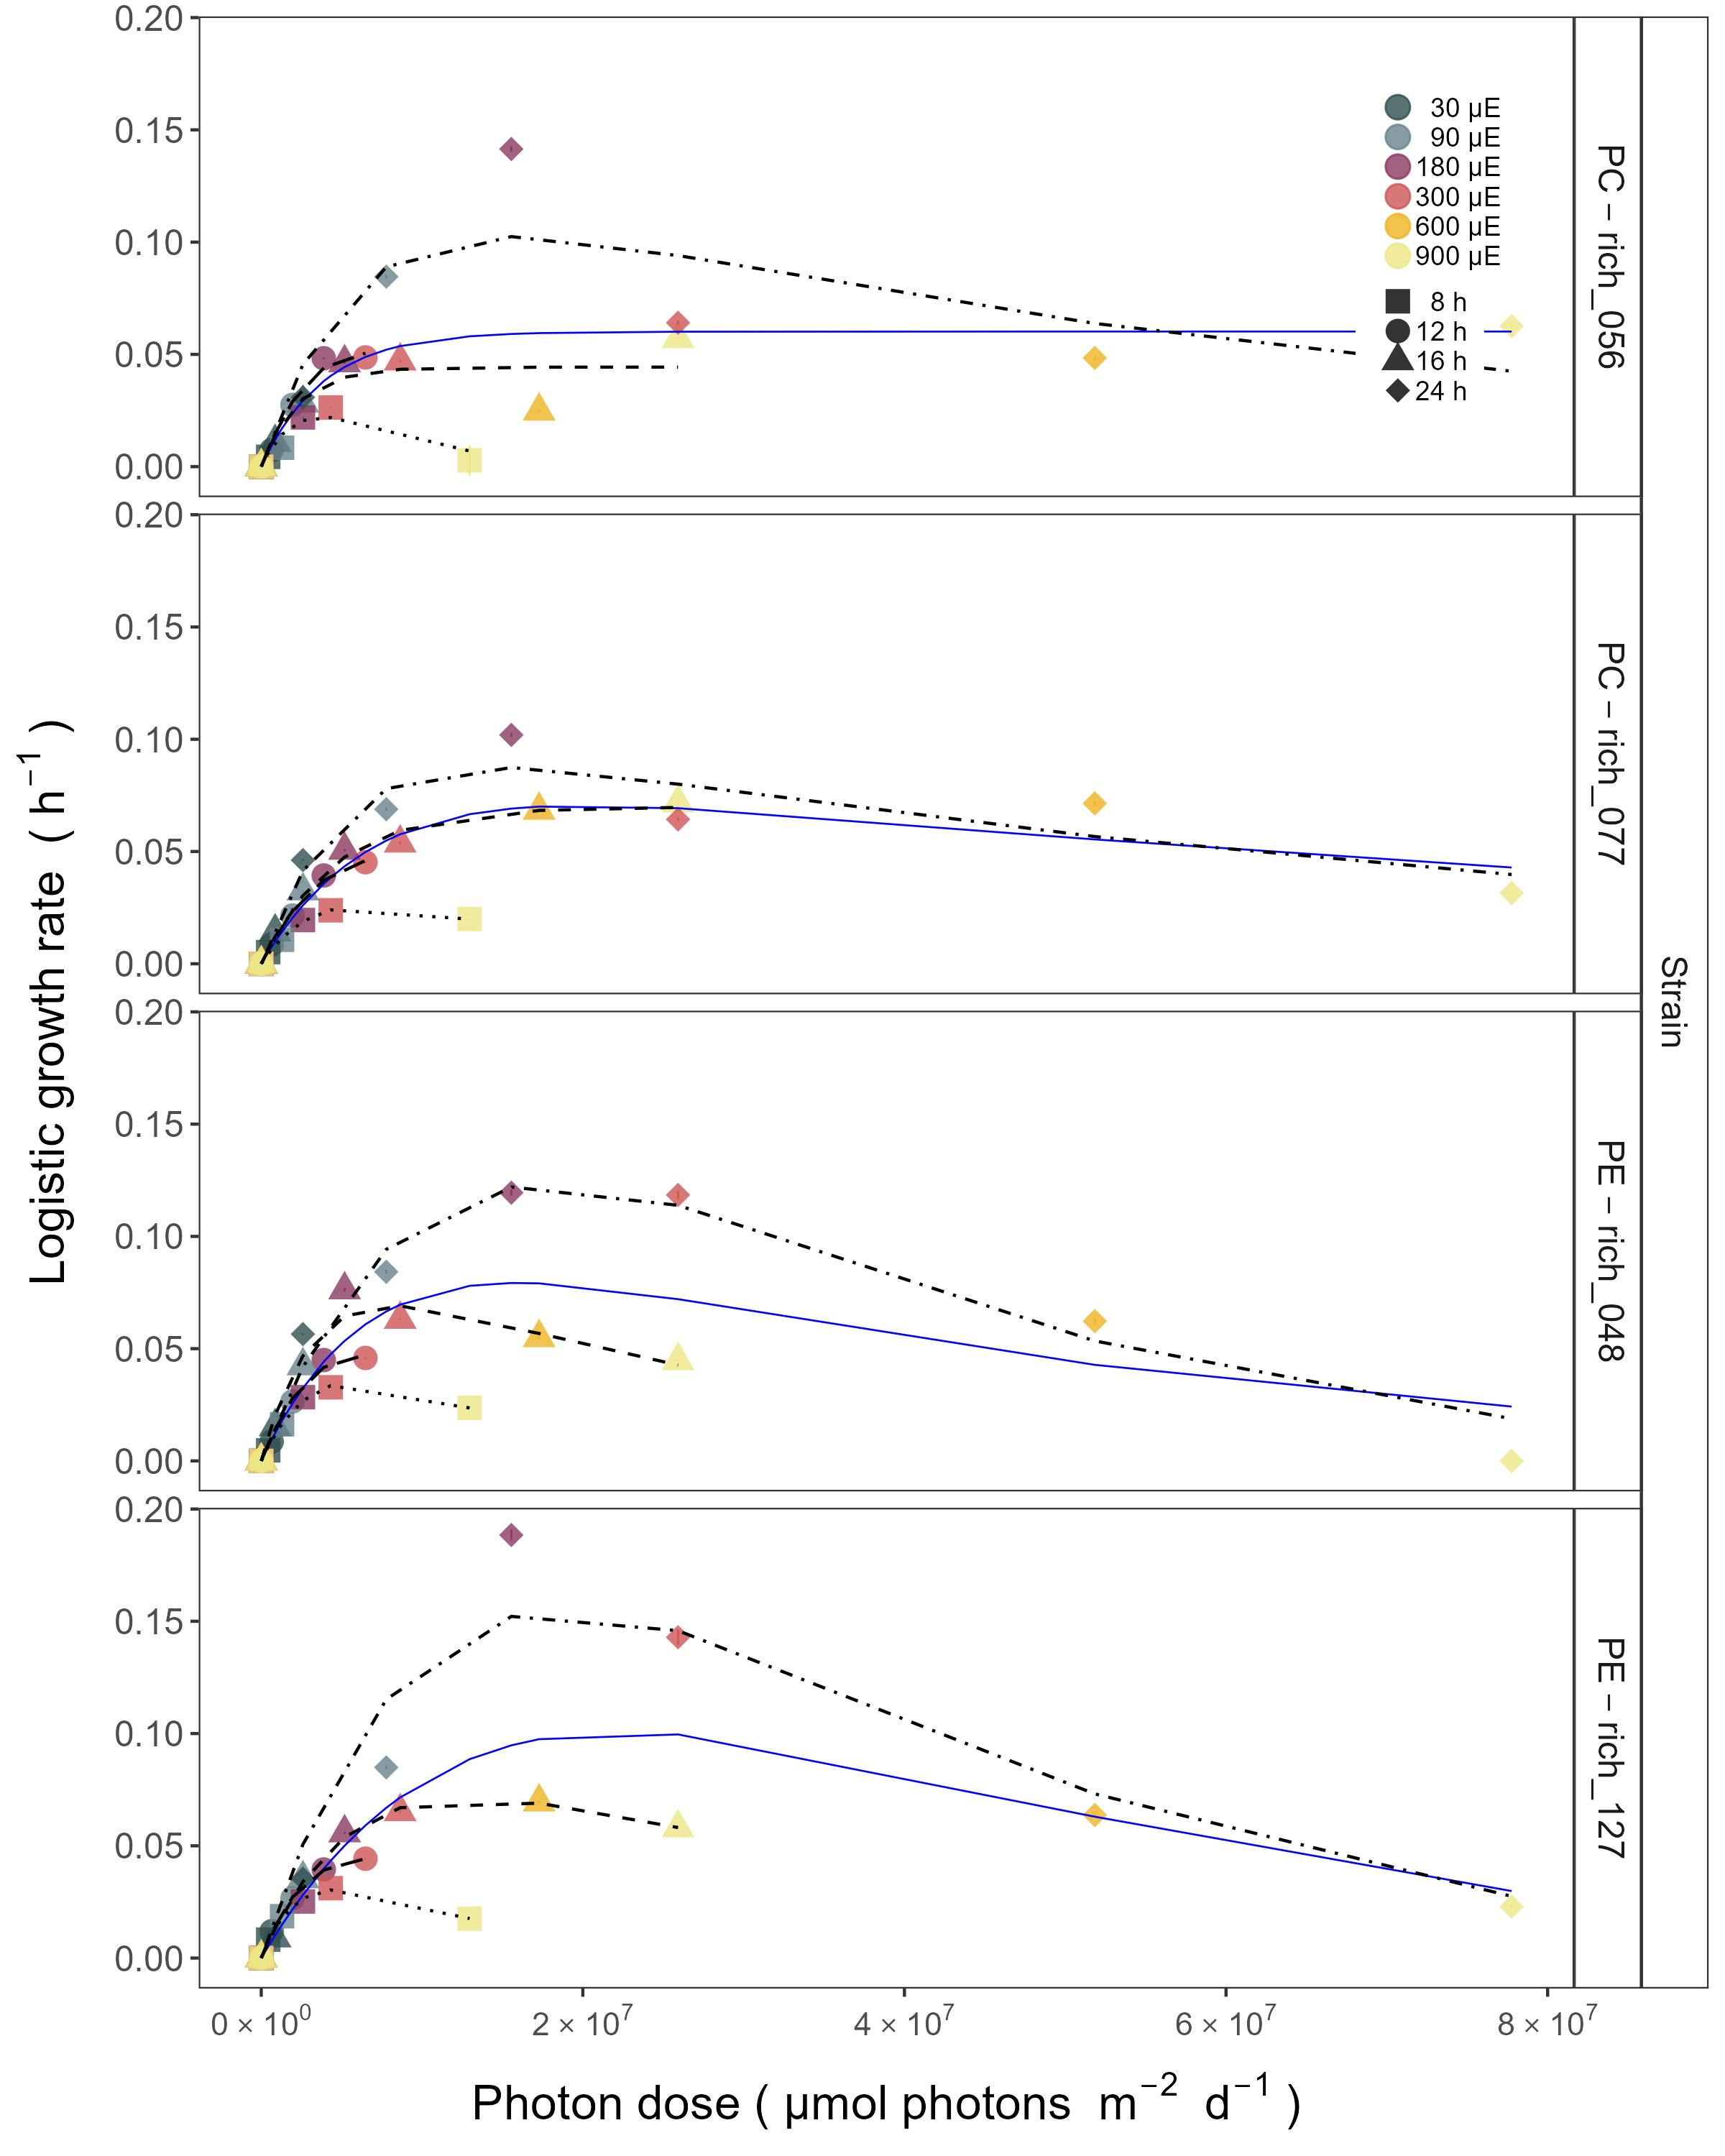 0.20
0.15
0.10
0.05
0.00
30 µE
90 µE
180 µE
300 µE
600 µE
900 µE
8 h
12 h
16 h
24 h
PC − rich_056
0.20
0.15
0.10
0.05
0.00
PC − rich_077
0.20
0.15
0.10
0.05
0.00
PE − rich_048
0.20
0.15
0.10
0.05
0.00
PE − rich_127
Strain
Logistic growth rate ( h⁻¹ )
0 × 10⁰ 2 × 10⁷ 4 × 10⁷ 6 × 10⁷ 8 × 10⁷
Photon dose ( µmol photons m⁻² d⁻¹ )